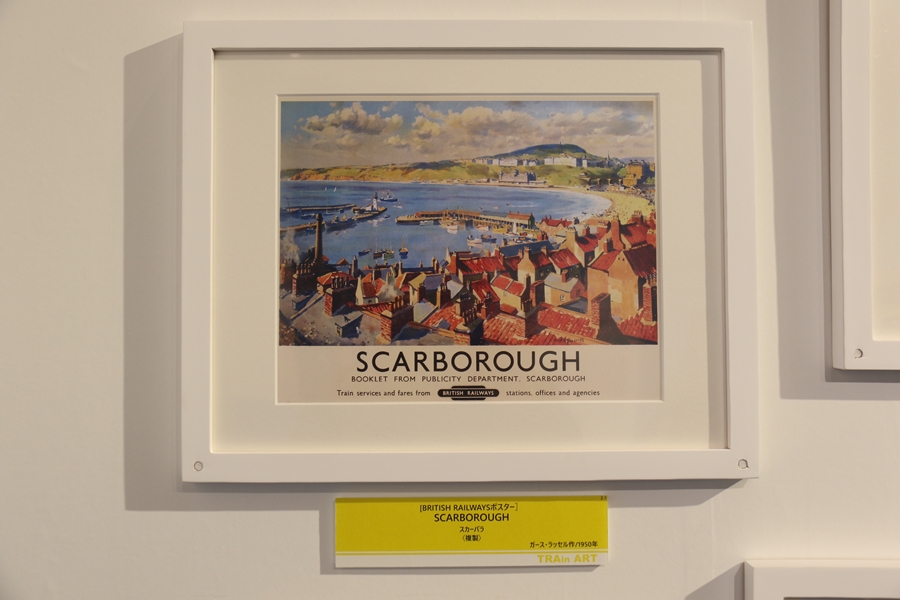 SCARBOROUGH
BOOKLET FROM PUBLICITY DEPARTMENT, SCARBOROUGH
Train services and fares from BRITISH RAILWAYS stations, offices and agencies
[BRITISH RAILWAYSポスター]
SCARBOROUGH
スカーバラ
〈複製〉
ガース・ラッセル作/1950年
TRAin ART